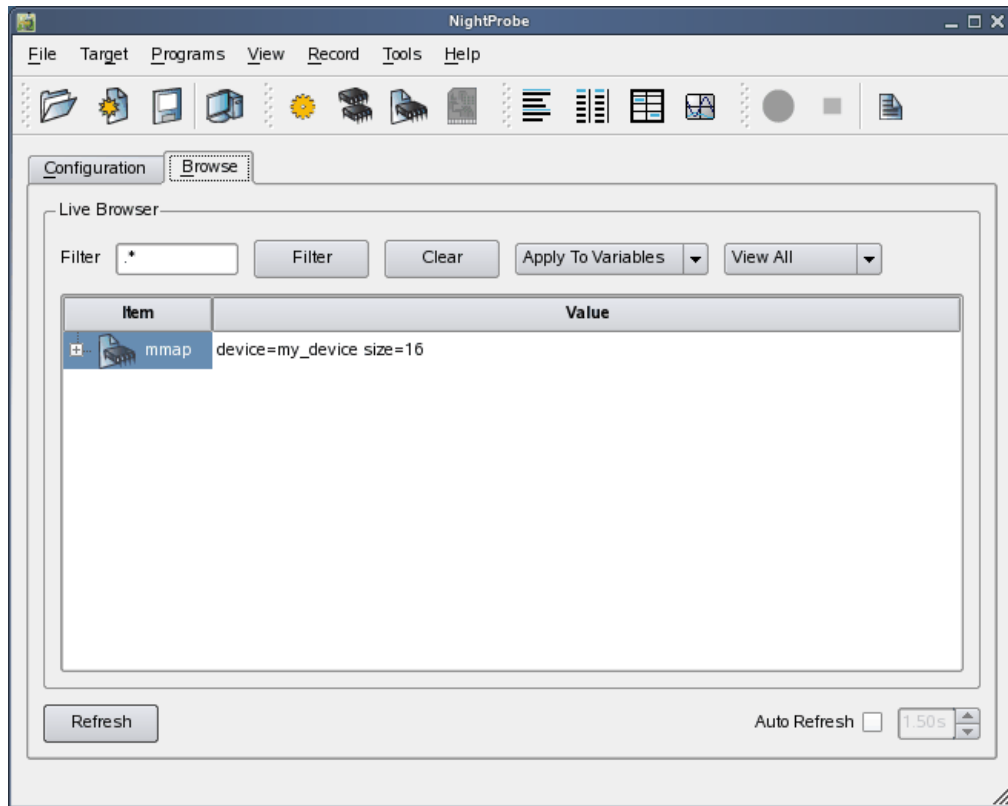 NightProbe
File Target Programs View Record Tools Help
Configuration Browse
Live Browser
Filter .* Filter Clear Apply To Variables View All
Item Value
mmap device=my_device size=16
Refresh Auto Refresh 1.50s